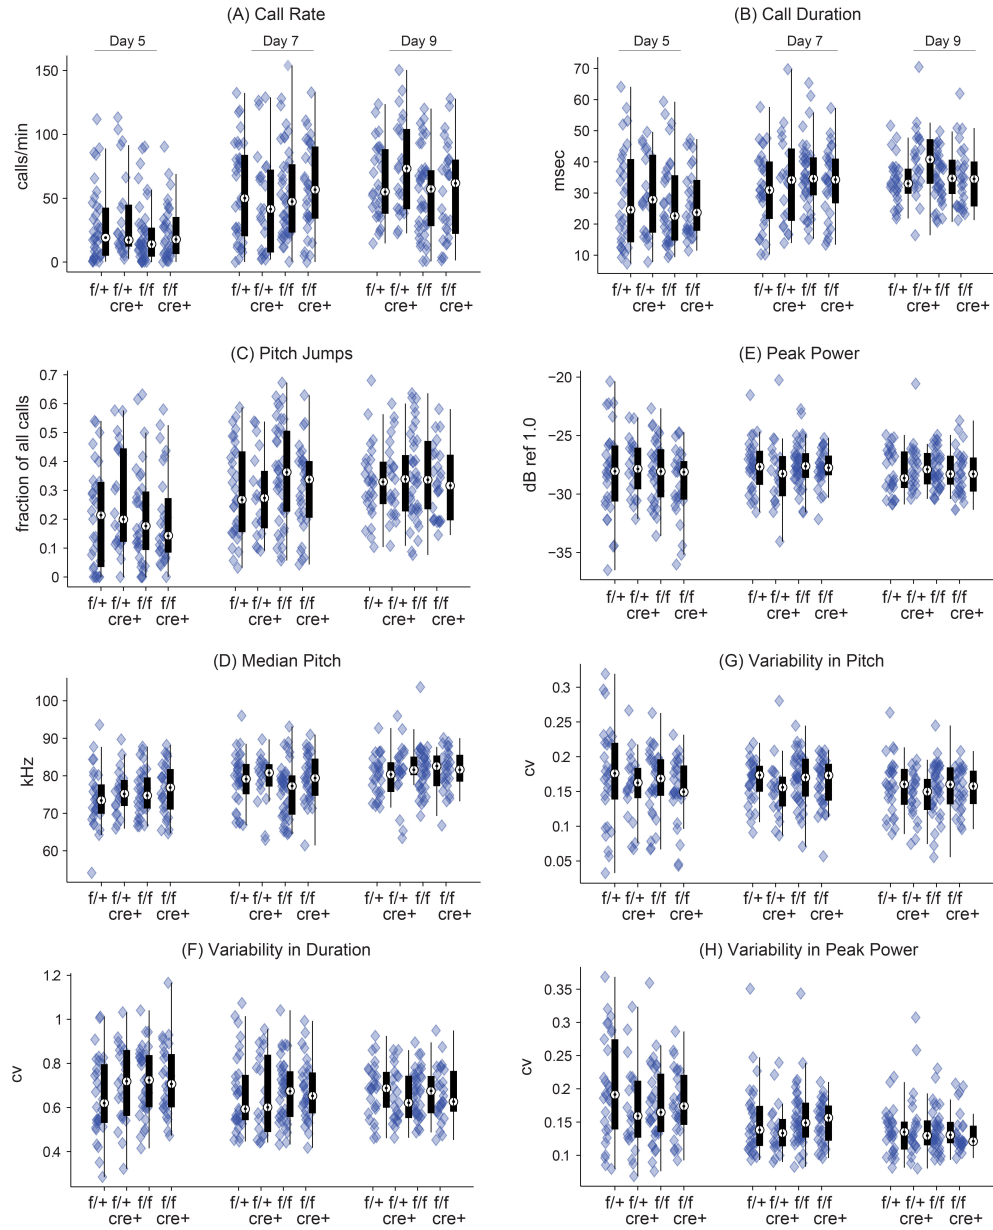 (A) Call Rate
Day 5 Day 7 Day 9
calls/min
150
100
50
0
f/+ f/+ f/f f/f f/+ f/+ f/f f/f f/+ f/+ f/f f/f
cre+ cre+ cre+ cre+ cre+ cre+
(B) Call Duration
Day 5 Day 7 Day 9
msec
70
60
50
40
30
20
10
f/+ f/+ f/f f/f f/+ f/+ f/f f/f f/+ f/+ f/f f/f
cre+ cre+ cre+ cre+ cre+ cre+
(C) Pitch Jumps
fraction of all calls
0.7
0.6
0.5
0.4
0.3
0.2
0.1
0
f/+ f/+ f/f f/f f/+ f/+ f/f f/f f/+ f/+ f/f f/f
cre+ cre+ cre+ cre+ cre+ cre+
(E) Peak Power
dB ref 1.0
−20
−25
−30
−35
f/+ f/+ f/f f/f f/+ f/+ f/f f/f f/+ f/+ f/f f/f
cre+ cre+ cre+ cre+ cre+ cre+
(D) Median Pitch
kHz
100
90
80
70
60
f/+ f/+ f/f f/f f/+ f/+ f/f f/f f/+ f/+ f/f f/f
cre+ cre+ cre+ cre+ cre+ cre+
(G) Variability in Pitch
cv
0.3
0.25
0.2
0.15
0.1
0.05
f/+ f/+ f/f f/f f/+ f/+ f/f f/f f/+ f/+ f/f f/f
cre+ cre+ cre+ cre+ cre+ cre+
(F) Variability in Duration
cv
1.2
1
0.8
0.6
0.4
f/+ f/+ f/f f/f f/+ f/+ f/f f/f f/+ f/+ f/f f/f
cre+ cre+ cre+ cre+ cre+ cre+
(H) Variability in Peak Power
cv
0.35
0.3
0.25
0.2
0.15
0.1
f/+ f/+ f/f f/f f/+ f/+ f/f f/f f/+ f/+ f/f f/f
cre+ cre+ cre+ cre+ cre+ cre+